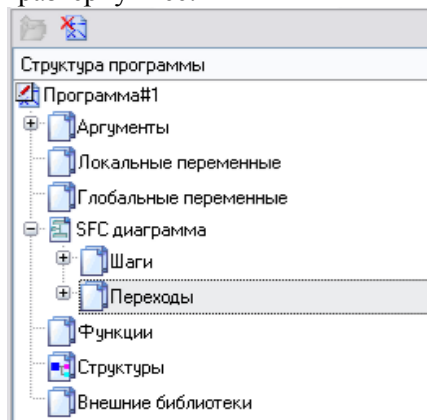 Структура программы
Программа#1
Аргументы
Локальные переменные
Глобальные переменные
SFC диаграмма
Шаги
Переходы
Функции
Структуры
Внешние библиотеки